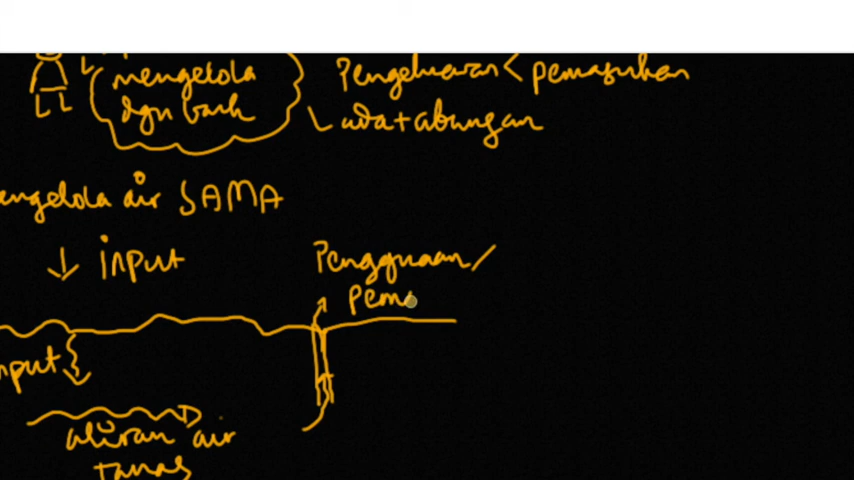 mengelola
dgn baik
Pengeluaran < pemasukan
↳ ada tabungan
engelola air SAMA
↓ input
Penggunaan/
Pem
nput
aliran air
tanah